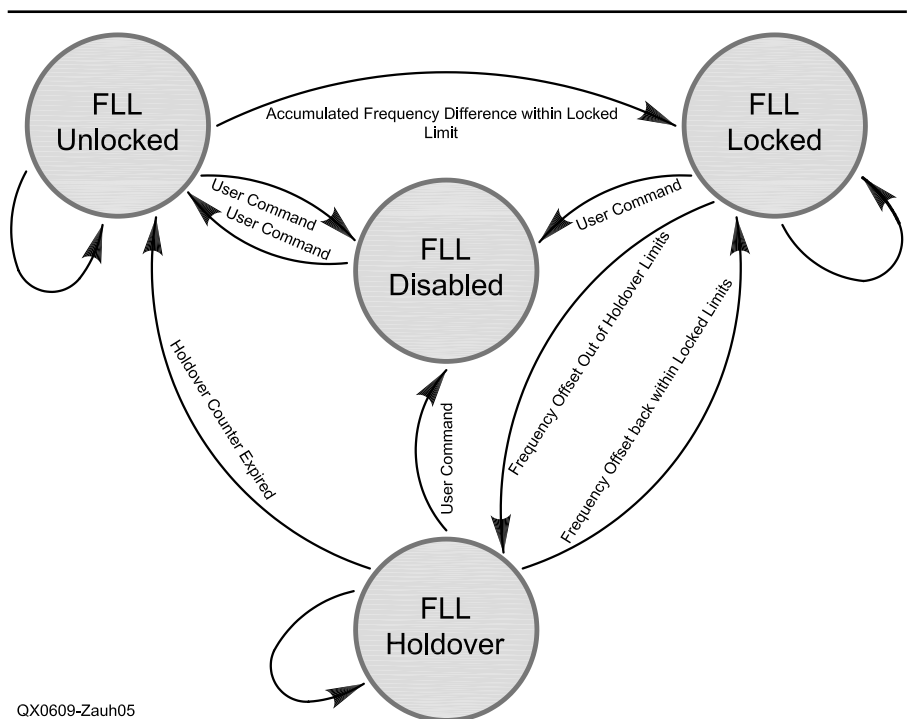 FLL
Unlocked
FLL
Locked
Accumulated Frequency Difference within Locked
Limit
User Command
User Command
User Command
FLL
Disabled
Frequency Offset Out of Holdover Limits
Frequency Offset back within Locked Limits
Holdover Counter Expired
User Command
FLL
Holdover
QX0609-Zauh05